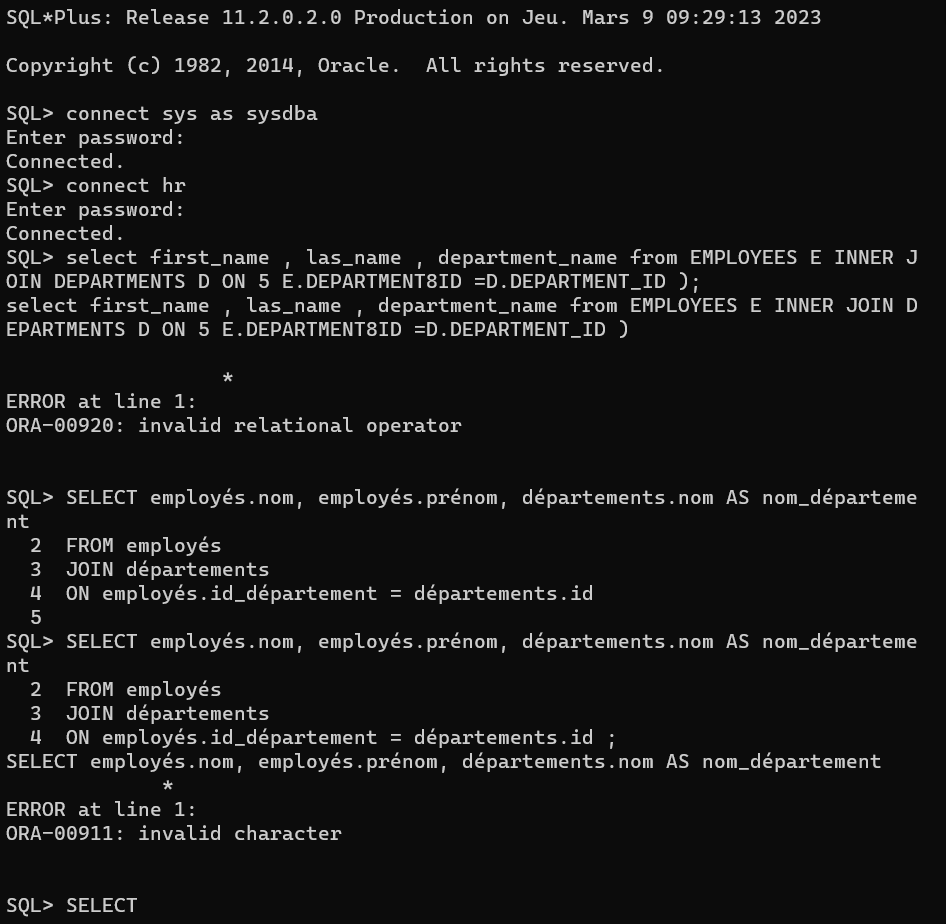 SQL*Plus: Release 11.2.0.2.0 Production on Jeu. Mars 9 09:29:13 2023
Copyright (c) 1982, 2014, Oracle.  All rights reserved.
SQL> connect sys as sysdba
Enter password:
Connected.
SQL> connect hr
Enter password:
Connected.
SQL> select first_name , las_name , department_name from EMPLOYEES E INNER J
OIN DEPARTMENTS D ON 5 E.DEPARTMENT8ID =D.DEPARTMENT_ID );
select first_name , las_name , department_name from EMPLOYEES E INNER JOIN D
EPARTMENTS D ON 5 E.DEPARTMENT8ID =D.DEPARTMENT_ID )
*
ERROR at line 1:
ORA-00920: invalid relational operator
SQL> SELECT employés.nom, employés.prénom, départements.nom AS nom_départeme
nt
2  FROM employés
3  JOIN départements
4  ON employés.id_département = départements.id
5
SQL> SELECT employés.nom, employés.prénom, départements.nom AS nom_départeme
nt
2  FROM employés
3  JOIN départements
4  ON employés.id_département = départements.id ;
SELECT employés.nom, employés.prénom, départements.nom AS nom_département
*
ERROR at line 1:
ORA-00911: invalid character
SQL> SELECT